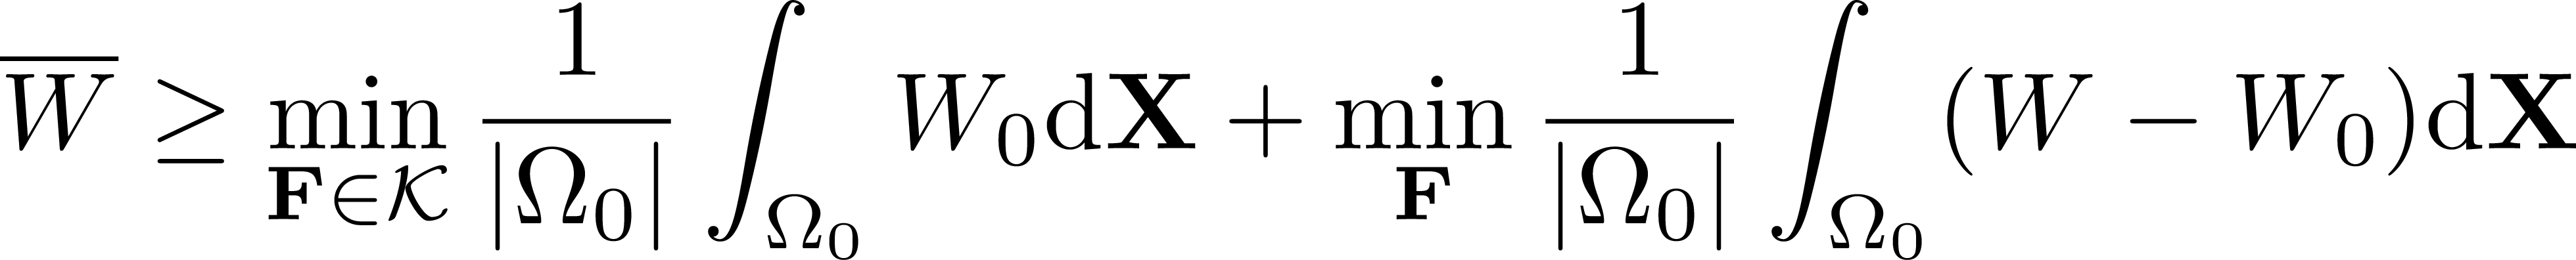 $\overline{W} \geq \min_{\mathbf{F} \in \mathcal{K}} \frac{1}{|\Omega_0|} \int_{\Omega_0} W_0 \mathrm{d}\mathbf{X} + \min_{\mathbf{F}} \frac{1}{|\Omega_0|} \int_{\Omega_0} (W - W_0) \mathrm{d}\mathbf{X}$